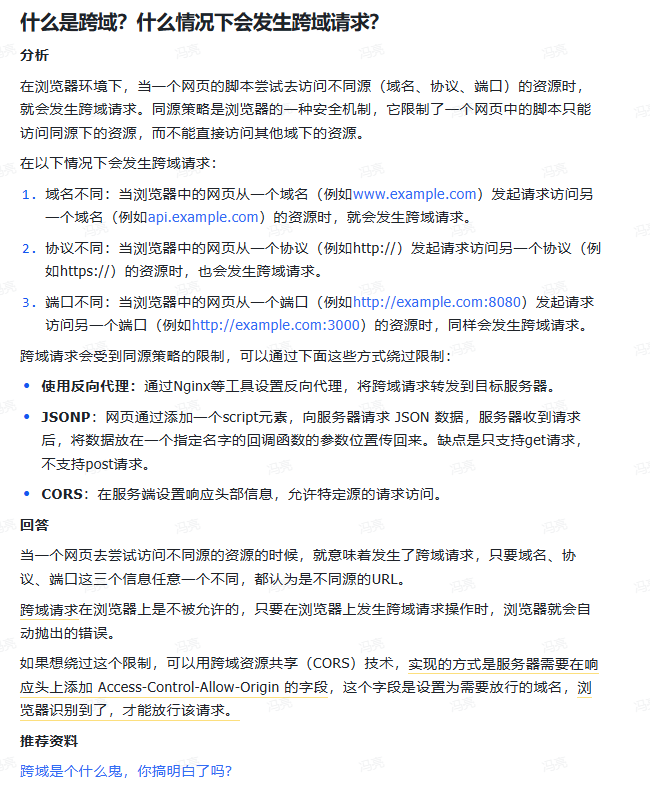 什么是跨域？什么情况下会发生跨域请求？
分析
在浏览器环境下，当一个网页的脚本尝试去访问不同源（域名、协议、端口）的资源时，
就会发生跨域请求。同源策略是浏览器的一种安全机制，它限制了一个网页中的脚本只能
访问同源下的资源，而不能直接访问其他域下的资源。
在以下情况下会发生跨域请求：
1. 域名不同：当浏览器中的网页从一个域名（例如www.example.com）发起请求访问另
一个域名（例如api.example.com）的资源时，就会发生跨域请求。
2. 协议不同：当浏览器中的网页从一个协议（例如http://）发起请求访问另一个协议（例
如https://）的资源时，也会发生跨域请求。
3. 端口不同：当浏览器中的网页从一个端口（例如http://example.com:8080）发起请求
访问另一个端口（例如http://example.com:3000）的资源时，同样会发生跨域请求。
跨域请求会受到同源策略的限制，可以通过下面这些方式绕过限制：
• 使用反向代理：通过Nginx等工具设置反向代理，将跨域请求转发到目标服务器。
• JSONP：网页通过添加一个script元素，向服务器请求 JSON 数据，服务器收到请求
后，将数据放在一个指定名字的回调函数的参数位置传回来。缺点是只支持get请求，
不支持post请求。
• CORS：在服务端设置响应头部信息，允许特定源的请求访问。
回答
当一个网页去尝试访问不同源的资源的时候，就意味着发生了跨域请求，只要域名、协
议、端口这三个信息任意一个不同，都认为是不同源的URL。
跨域请求在浏览器上是不被允许的，只要在浏览器上发生跨域请求操作时，浏览器就会自
动抛出的错误。
如果想绕过这个限制，可以用跨域资源共享（CORS）技术，实现的方式是服务器需要在响
应头上添加 Access-Control-Allow-Origin 的字段，这个字段是设置为需要放行的域名，浏
览器识别到了，才能放行该请求。
推荐资料
跨域是个什么鬼，你搞明白了吗?